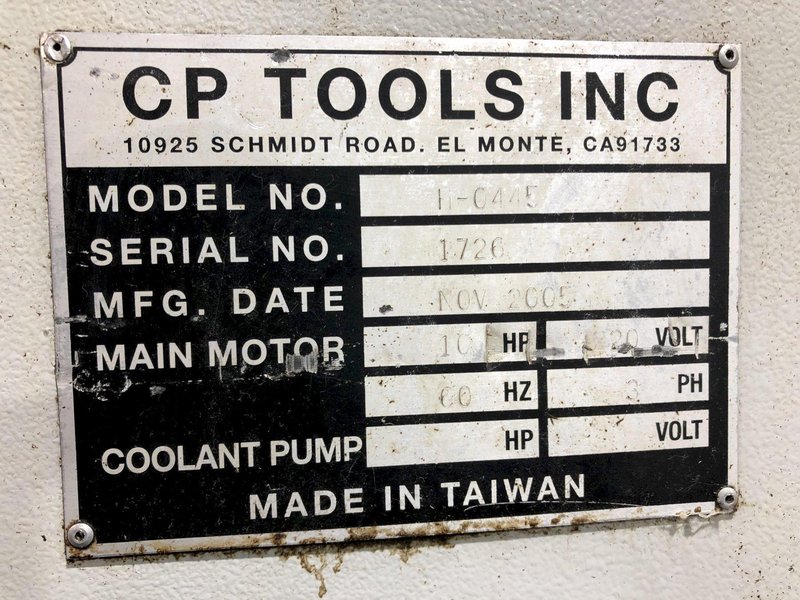 CP TOOLS INC
10925 SCHMIDT ROAD. EL MONTE, CA91733
MODEL NO. H-0445
SERIAL NO. 1726
MFG. DATE NOV 2005
MAIN MOTOR 10 HP 20 VOLT
60 HZ 3 PH
COOLANT PUMP HP VOLT
MADE IN TAIWAN